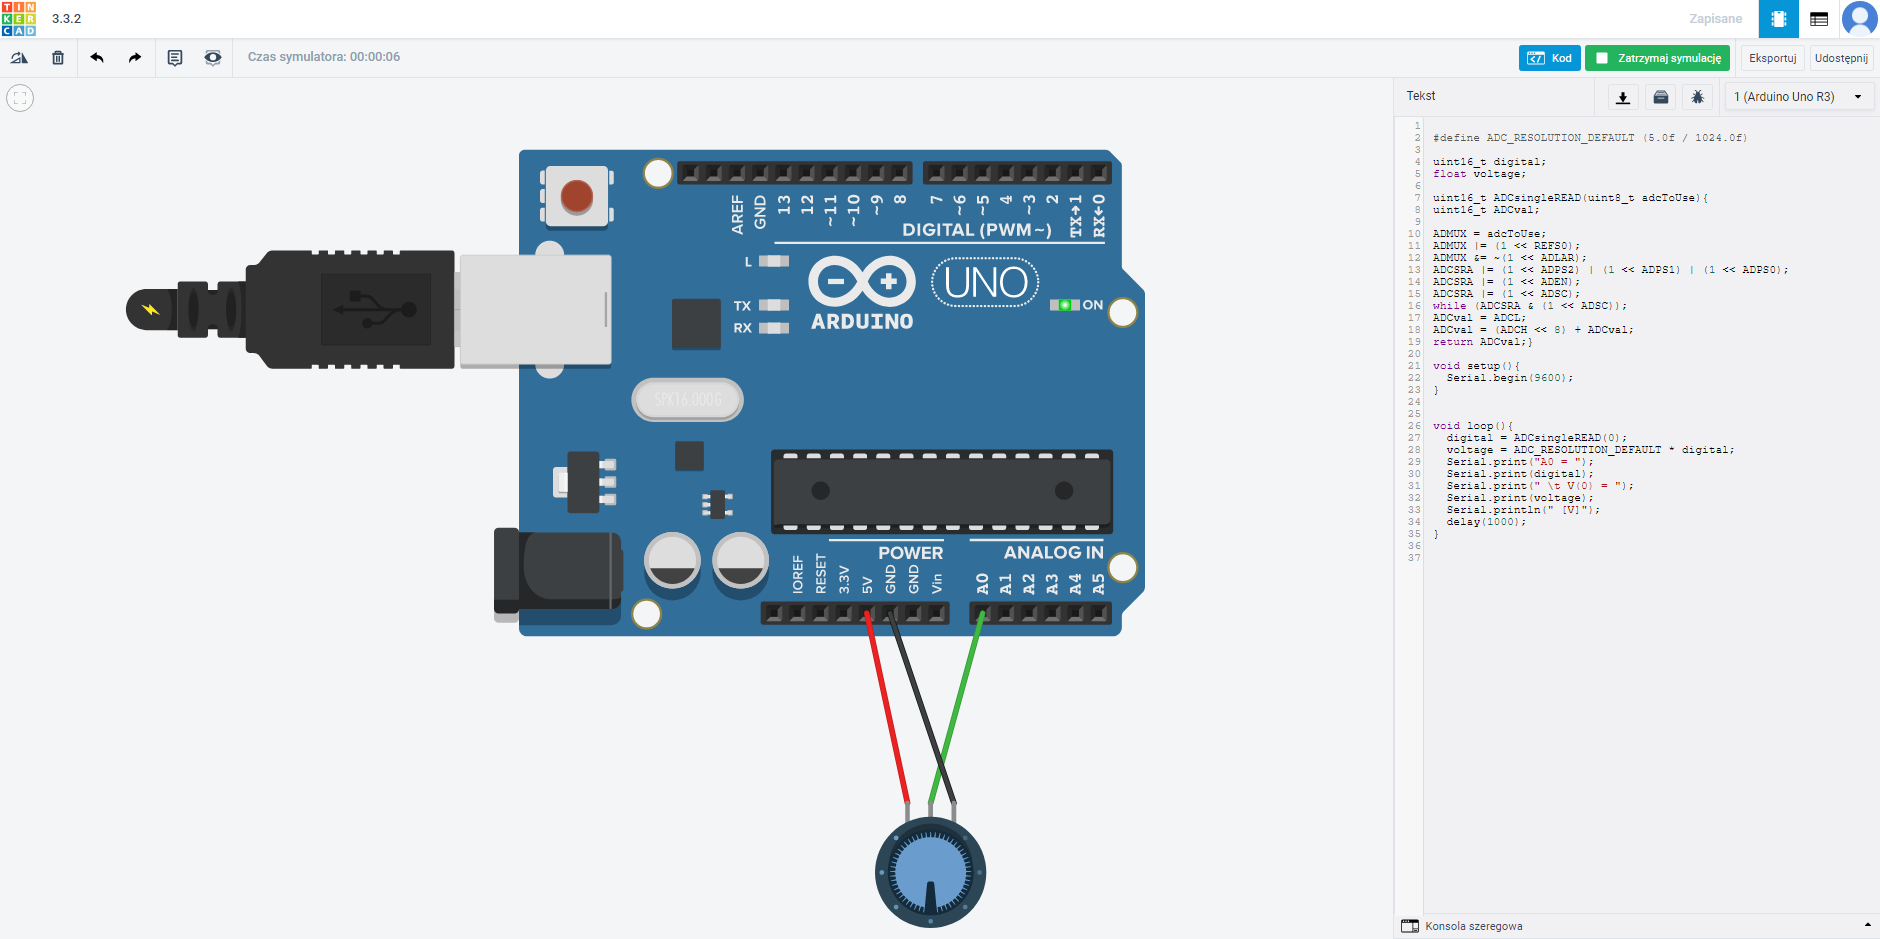 TIN
KER
CAD
3.3.2
Zapisane
Czas symulatora: 00:00:06
Kod
Zatrzymaj symulację
Eksportuj
Udostępnij
Tekst
1 (Arduino Uno R3)
AREF
GND
13
12
~11
~10
~9
8
7
~6
~5
4
~3
2
TX→1
RX←0
DIGITAL (PWM ~)
L
TX
RX
ARDUINO
UNO
ON
SPK16.000G
POWER
ANALOG IN
IOREF
RESET
3.3V
5V
GND
GND
Vin
A0
A1
A2
A3
A4
A5
1
2 #define ADC_RESOLUTION_DEFAULT (5.0f / 1024.0f)
3
4 uint16_t digital;
5 float voltage;
6
7 uint16_t ADCsingleREAD(uint8_t adcToUse){
8 uint16_t ADCval;
9
10 ADMUX = adcToUse;
11 ADMUX |= (1 << REFS0);
12 ADMUX &= ~(1 << ADLAR);
13 ADCSRA |= (1 << ADPS2) | (1 << ADPS1) | (1 << ADPS0);
14 ADCSRA |= (1 << ADEN);
15 ADCSRA |= (1 << ADSC);
16 while (ADCSRA & (1 << ADSC));
17 ADCval = ADCL;
18 ADCval = (ADCH << 8) + ADCval;
19 return ADCval;}
20
21 void setup(){
22 Serial.begin(9600);
23 }
24
25
26 void loop(){
27 digital = ADCsingleREAD(0);
28 voltage = ADC_RESOLUTION_DEFAULT * digital;
29 Serial.print("A0 = ");
30 Serial.print(digital);
31 Serial.print(" \t V(0) = ");
32 Serial.print(voltage);
33 Serial.println(" [V]");
34 delay(1000);
35 }
36
37
Konsola szeregowa